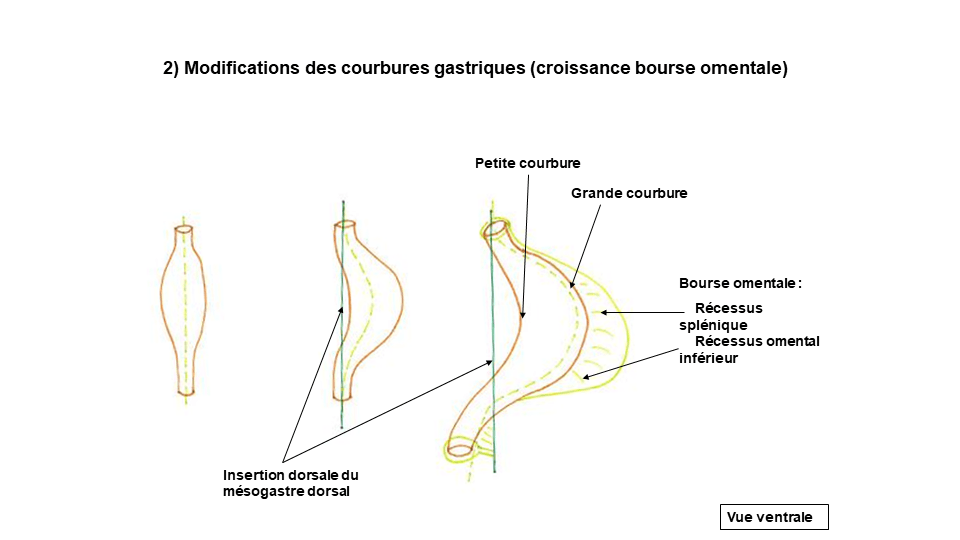 2) Modifications des courbures gastriques (croissance bourse omentale)
Petite courbure
Grande courbure
Bourse omentale :
Récessus
splénique
Récessus omental
inférieur
Insertion dorsale du
mésogastre dorsal
Vue ventrale